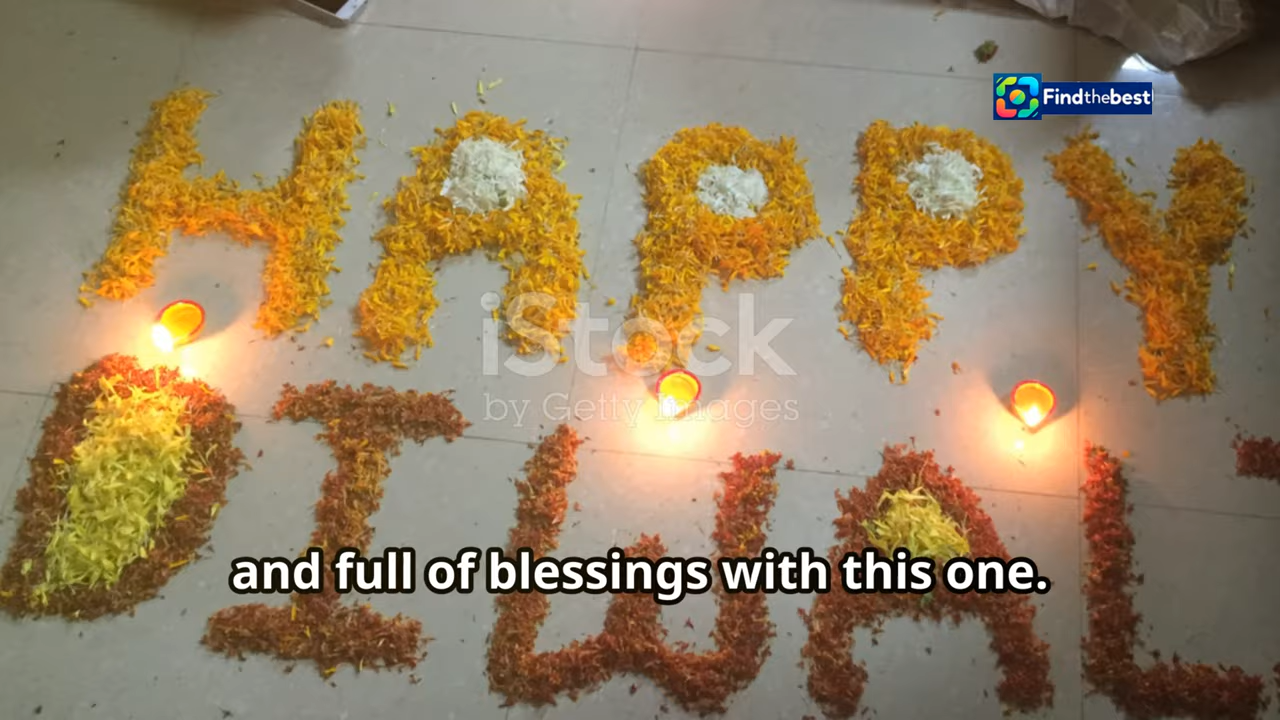 Findthebest
HAPPY
iStock
by Getty Images
DIWAL
and full of blessings with this one.